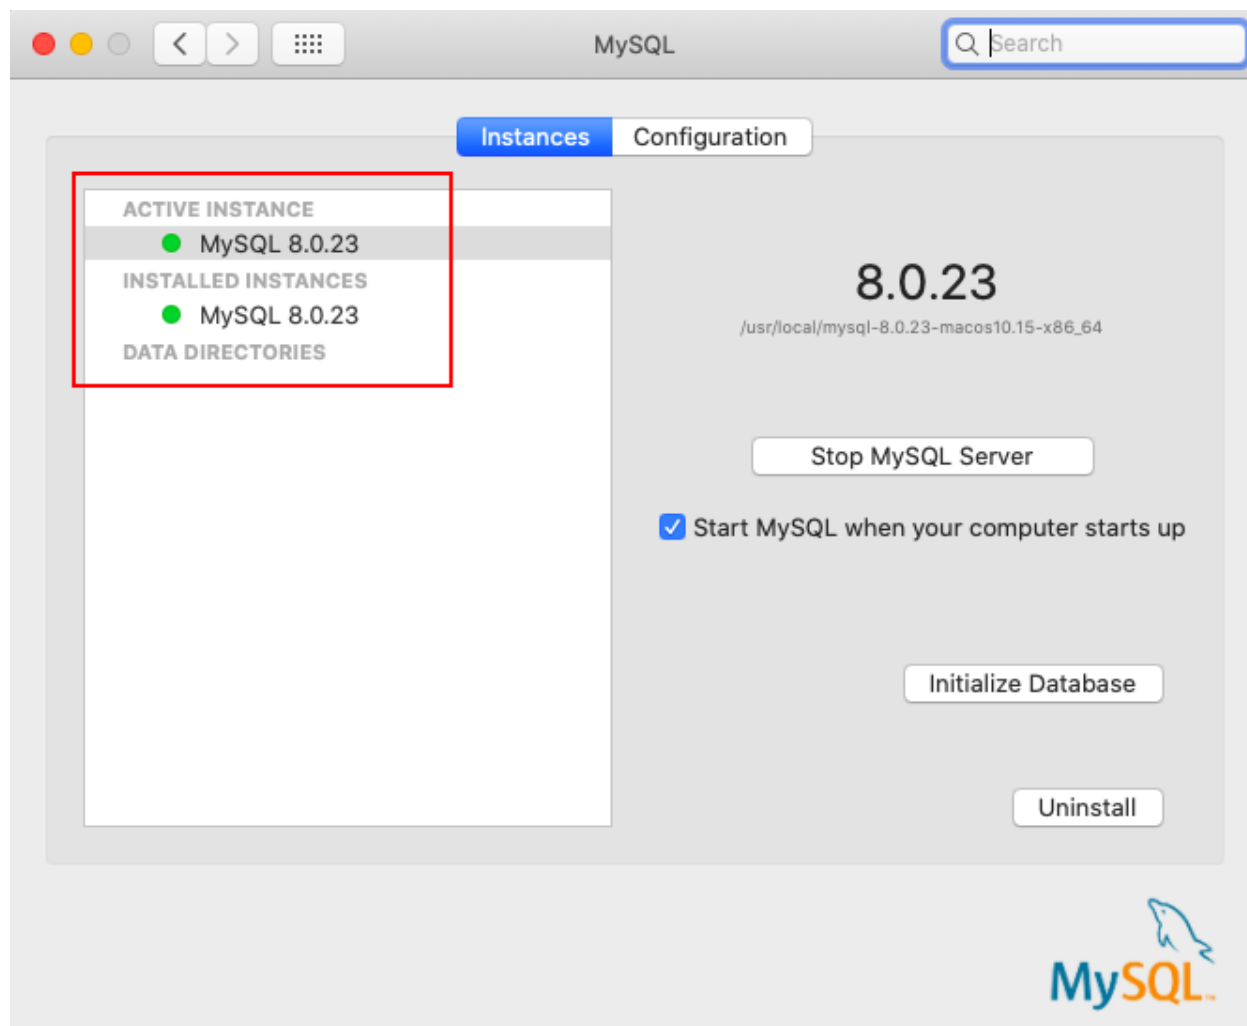 MySQL
Search
Instances
Configuration
ACTIVE INSTANCE
MySQL 8.0.23
INSTALLED INSTANCES
MySQL 8.0.23
DATA DIRECTORIES
8.0.23
/usr/local/mysql-8.0.23-macos10.15-x86_64
Stop MySQL Server
Start MySQL when your computer starts up
Initialize Database
Uninstall
MySQL™